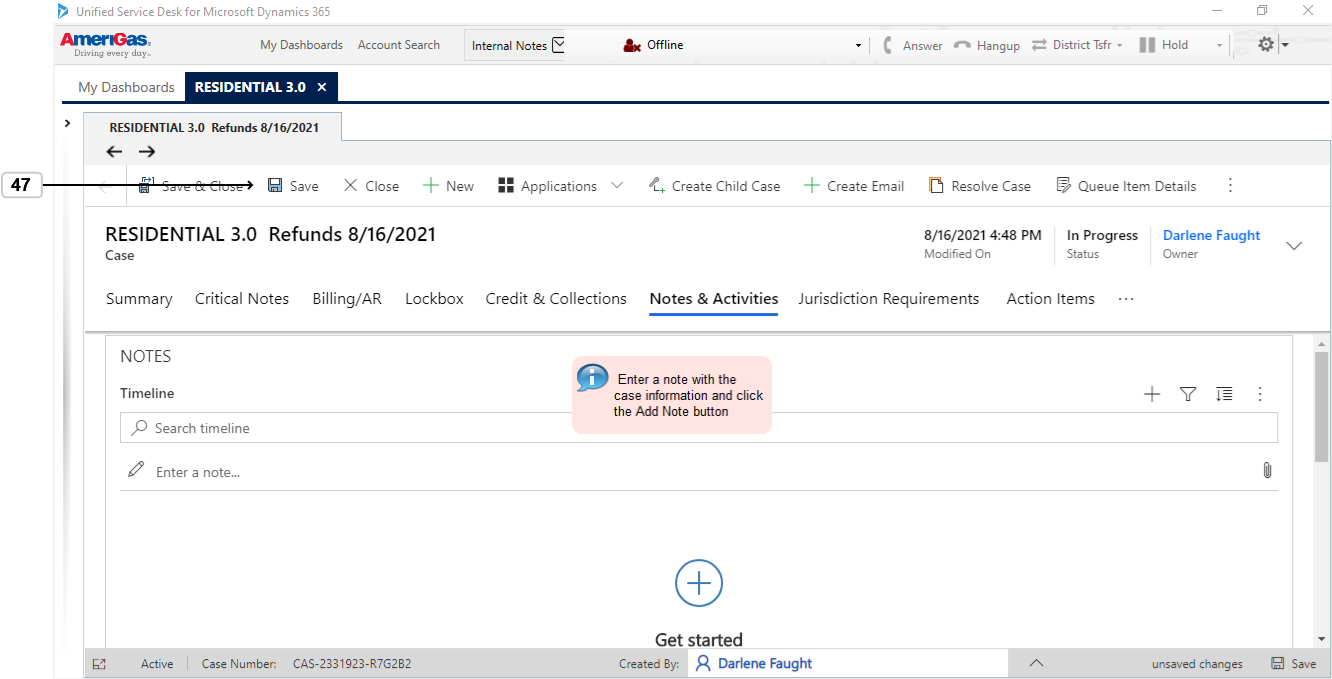 Unified Service Desk for Microsoft Dynamics 365
AmeriGas.
Driving every day...
My Dashboards Account Search Internal Notes Offline Answer Hangup District Tsfr Hold
My Dashboards RESIDENTIAL 3.0 ×
RESIDENTIAL 3.0 Refunds 8/16/2021
47
Save & Close Save Close New Applications Create Child Case Create Email Resolve Case Queue Item Details
RESIDENTIAL 3.0 Refunds 8/16/2021
Case
8/16/2021 4:48 PM In Progress Darlene Faught
Modified On Status Owner
Summary Critical Notes Billing/AR Lockbox Credit & Collections Notes & Activities Jurisdiction Requirements Action Items ...
NOTES
Timeline
Enter a note with the
case information and click
the Add Note button
Search timeline
Enter a note...
Get started
Active Case Number: CAS-2331923-R7G2B2 Created By: Darlene Faught unsaved changes Save